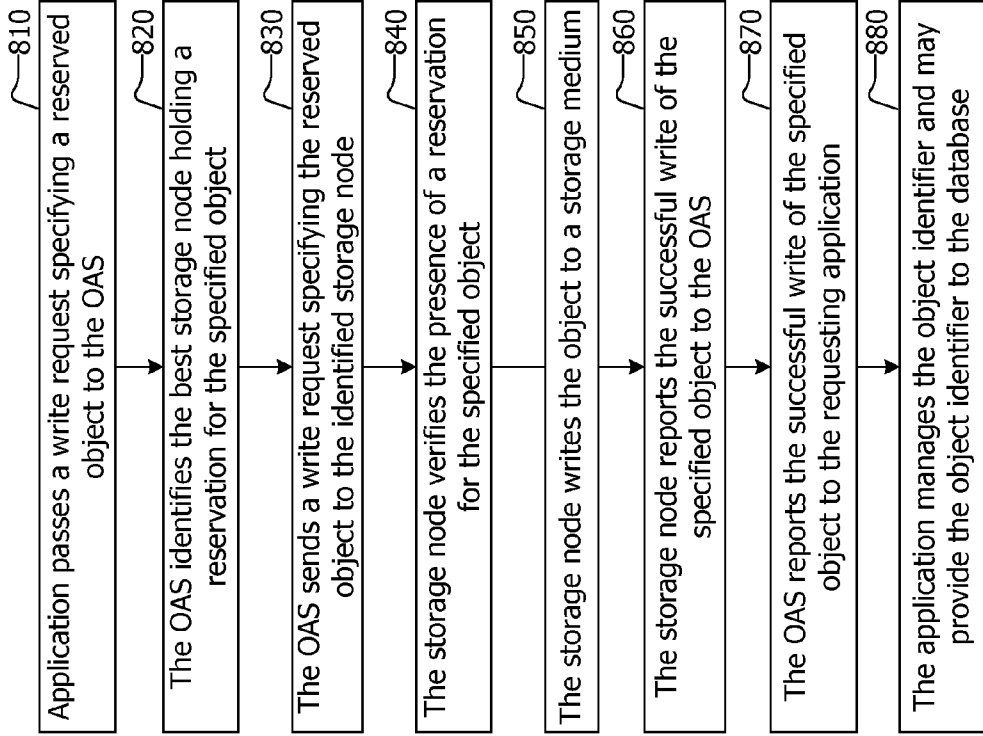 810
Application passes a write request specifying a reserved
object to the OAS
820
The OAS identifies the best storage node holding a
reservation for the specified object
830
The OAS sends a write request specifying the reserved
object to the identified storage node
840
The storage node verifies the presence of a reservation
for the specified object
850
The storage node writes the object to a storage medium
860
The storage node reports the successful write of the
specified object to the OAS
870
The OAS reports the successful write of the specified
object to the requesting application
880
The application manages the object identifier and may
provide the object identifier to the database